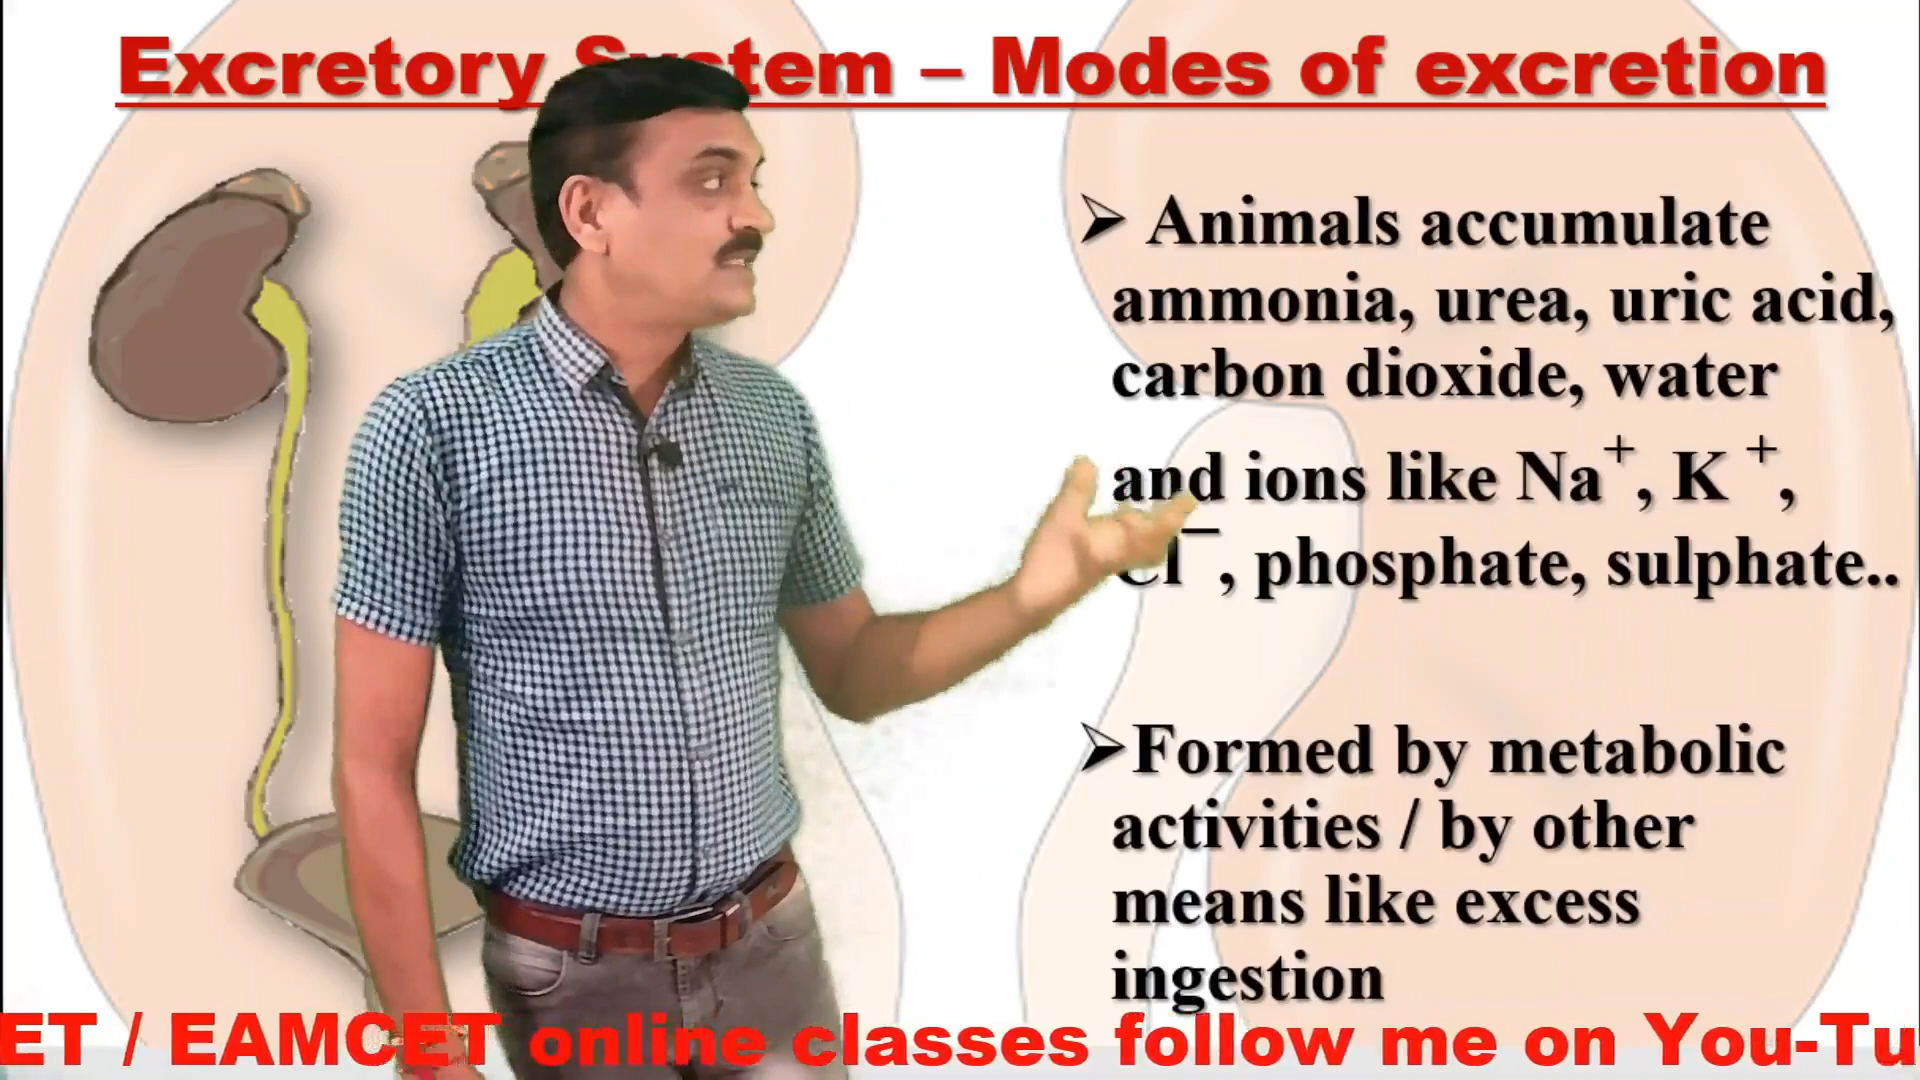 Excretory System – Modes of excretion
➢ Animals accumulate
ammonia, urea, uric acid,
carbon dioxide, water
and ions like Na⁺, K ⁺,
Cl⁻, phosphate, sulphate..
➢Formed by metabolic
activities / by other
means like excess
ingestion
ET / EAMCET online classes follow me on You-Tu